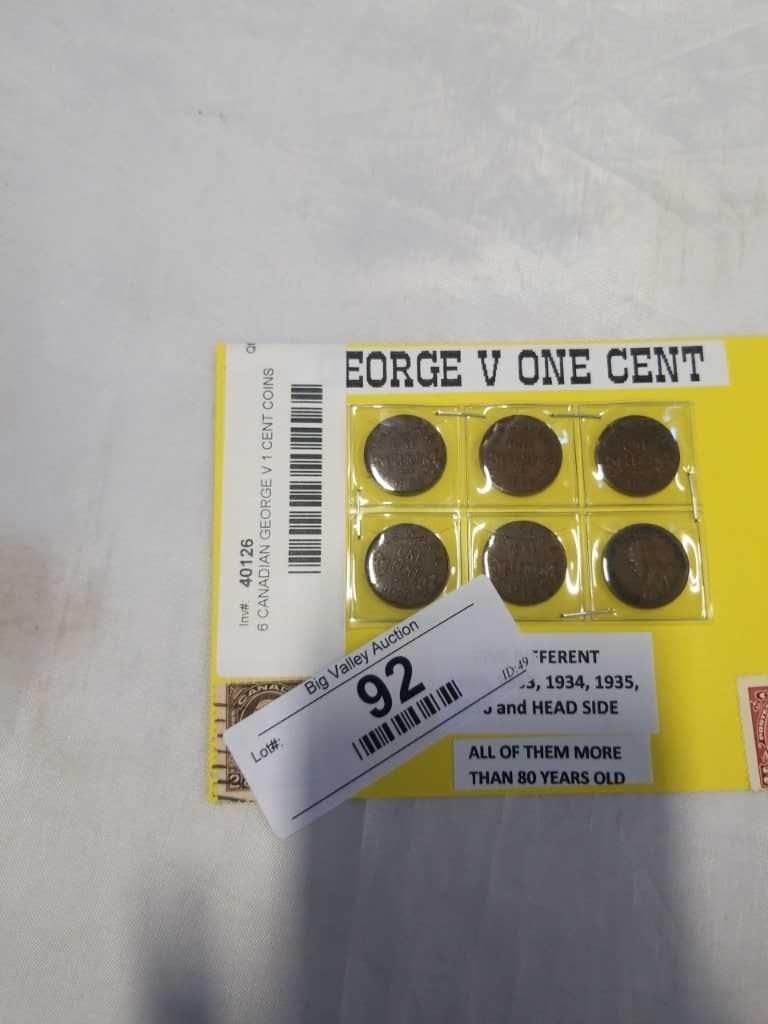 EORGE V ONE CENT
Inv#: 40126
6 CANADIAN GEORGE V 1 CENT COINS
Big Valley Auction
92
Lot#:
ID:49
FFERENT
3, 1934, 1935,
and HEAD SIDE
ALL OF THEM MORE
THAN 80 YEARS OLD
CANAD